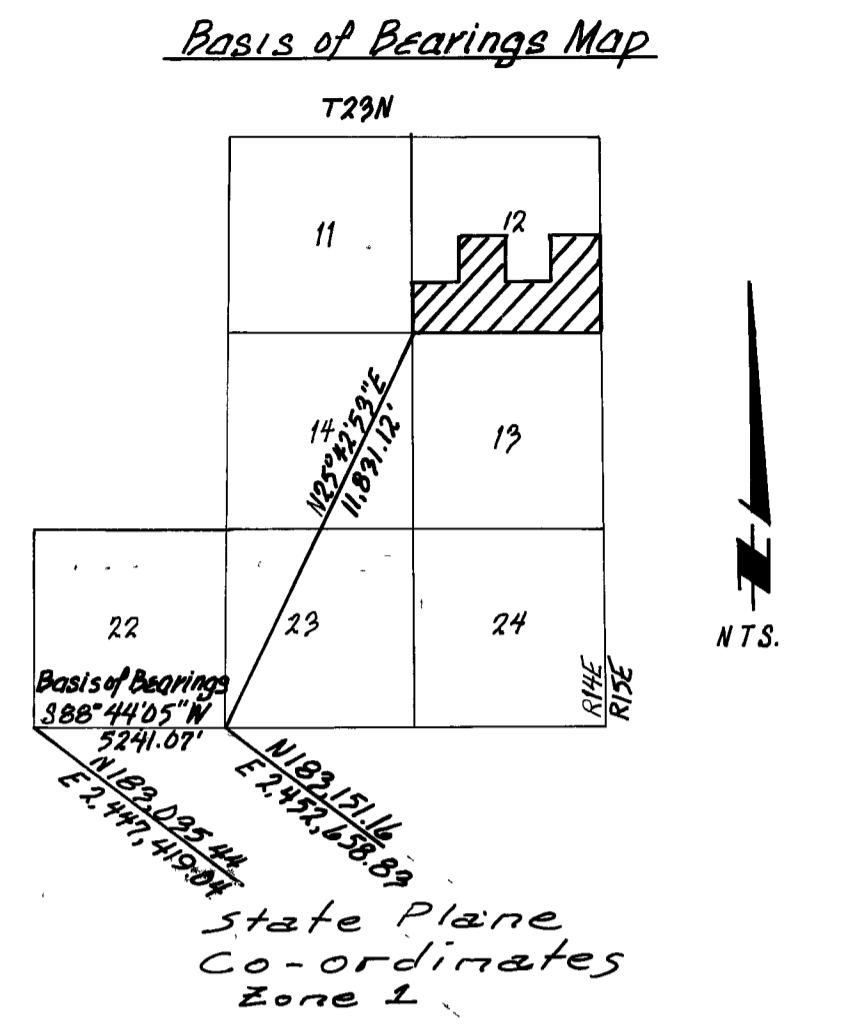 Basis of Bearings Map
T23N
11
12
14
N25°42'53"E
11,831.12'
13
22
23
24
NTS.
R14E
R15E
Basis of Bearings
S88°44'05"W
5241.07'
N183,035.44
E2,447,419.04
N183,151.16
E2,452,658.83
State Plane
Co-ordinates
Zone 1